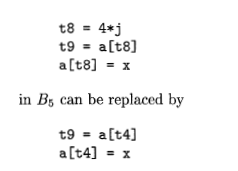 t8 = 4*j
t9 = a[t8]
a[t8] = x
in B5 can be replaced by
t9 = a[t4]
a[t4] = x